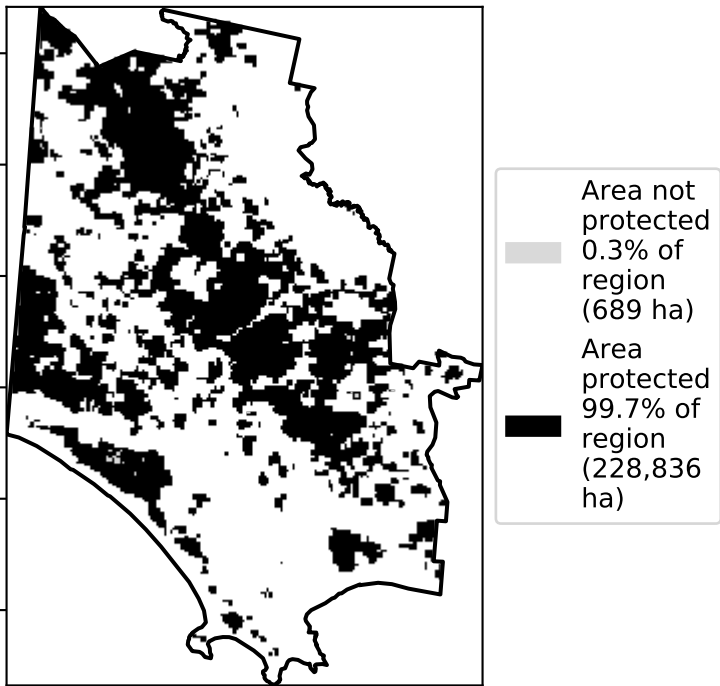 Area not
protected
0.3% of
region
(689 ha)
Area
protected
99.7% of
region
(228,836
ha)